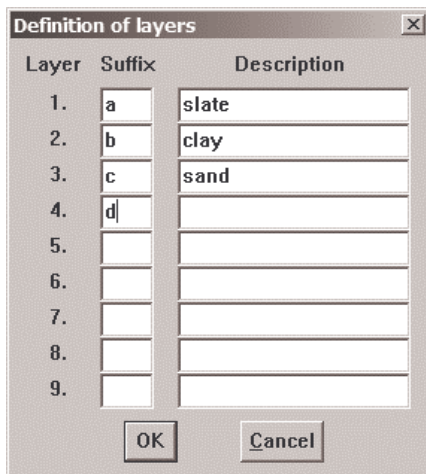 Definition of layers
Layer Suffix Description
1. a slate
2. b clay
3. c sand
4. d
5.
6.
7.
8.
9.
OK Cancel